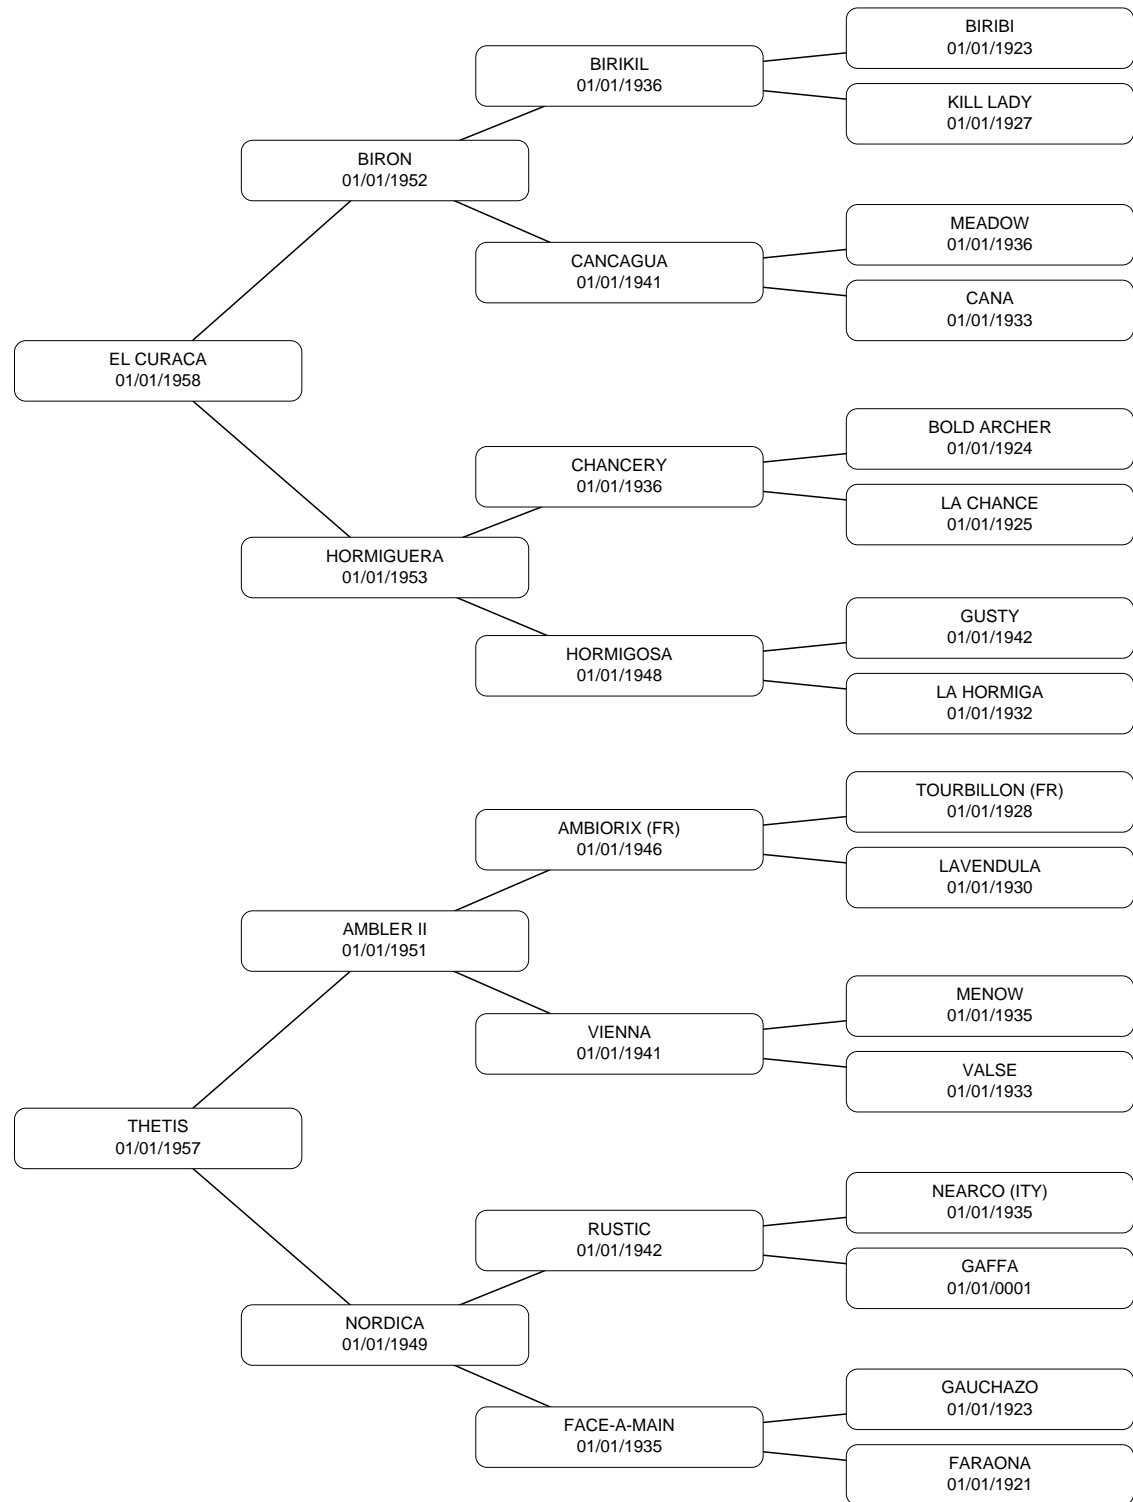 BIRIBI
01/01/1923
BIRIKIL
01/01/1936
KILL LADY
01/01/1927
BIRON
01/01/1952
MEADOW
01/01/1936
CANCAGUA
01/01/1941
CANA
01/01/1933
EL CURACA
01/01/1958
BOLD ARCHER
01/01/1924
CHANCERY
01/01/1936
LA CHANCE
01/01/1925
HORMIGUERA
01/01/1953
GUSTY
01/01/1942
HORMIGOSA
01/01/1948
LA HORMIGA
01/01/1932
TOURBILLON (FR)
01/01/1928
AMBIORIX (FR)
01/01/1946
LAVENDULA
01/01/1930
AMBLER II
01/01/1951
MENOW
01/01/1935
VIENNA
01/01/1941
VALSE
01/01/1933
THETIS
01/01/1957
NEARCO (ITY)
01/01/1935
RUSTIC
01/01/1942
GAFFA
01/01/0001
NORDICA
01/01/1949
GAUCHAZO
01/01/1923
FACE-A-MAIN
01/01/1935
FARAONA
01/01/1921